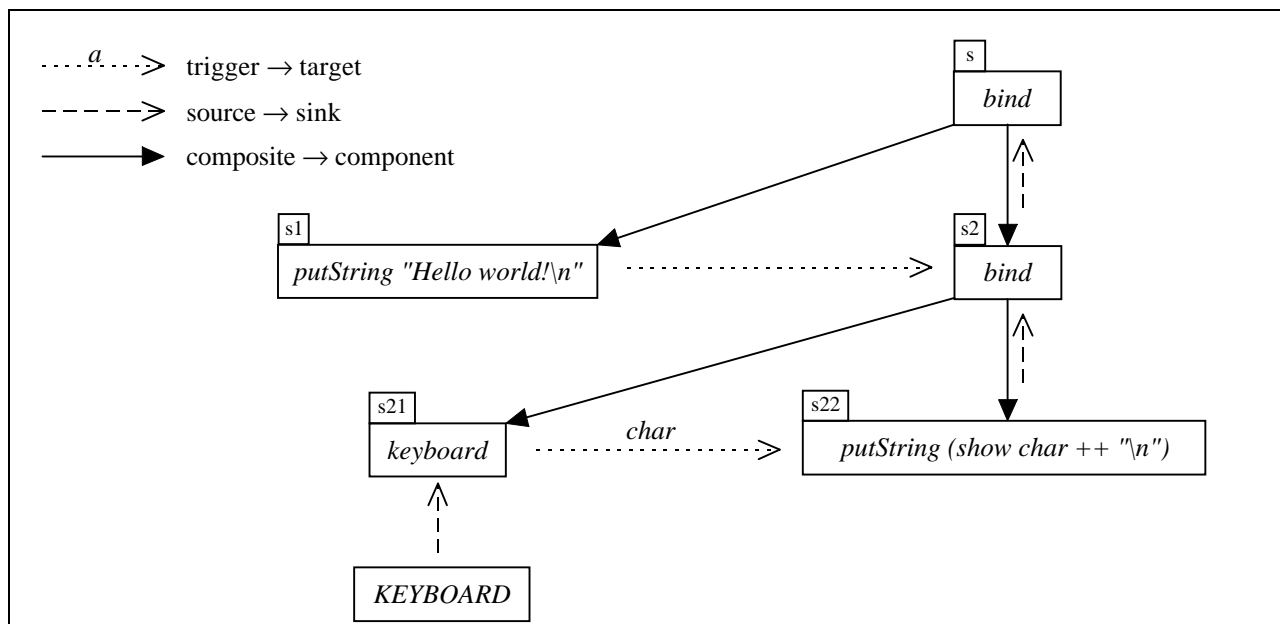 a
trigger → target
source → sink
composite → component
s
bind
s1
putString "Hello world!\n"
s2
bind
s21
keyboard
char
s22
putString (show char ++ "\n")
KEYBOARD